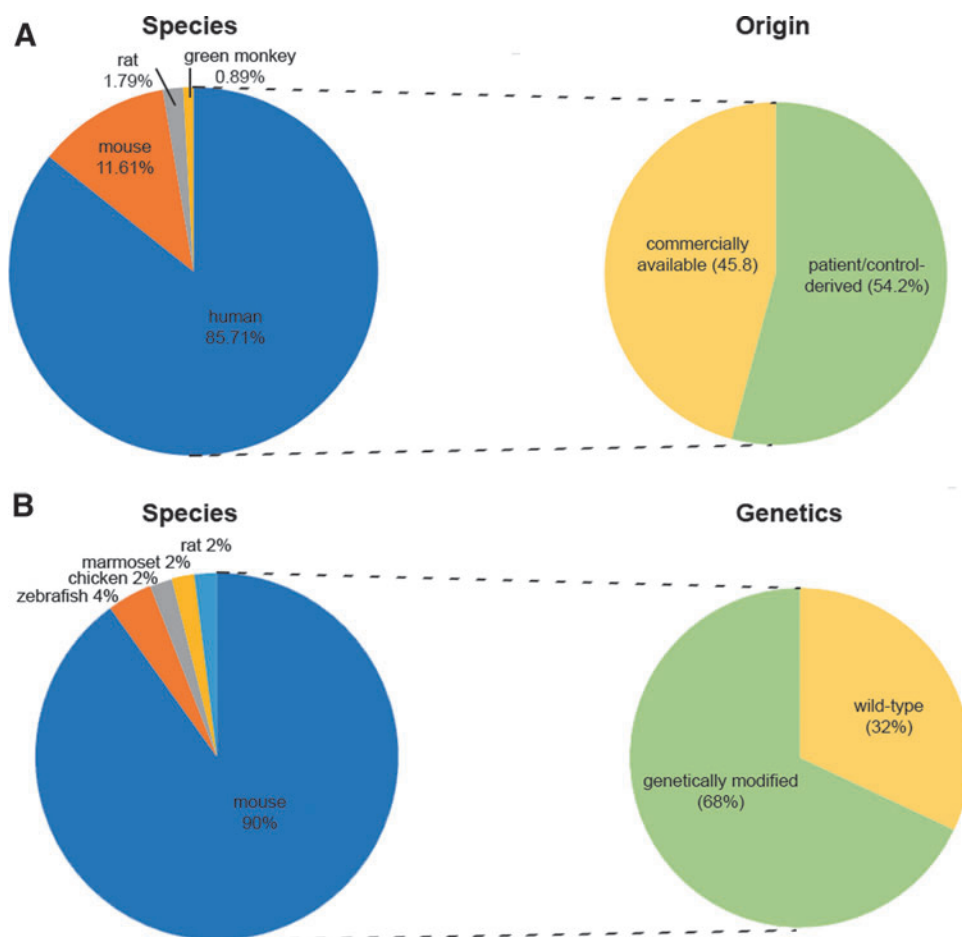 A
Species
Origin
rat
1.79%
green monkey
0.89%
mouse
11.61%
human
85.71%
commercially
available (45.8)
patient/control-
derived (54.2%)
B
Species
Genetics
rat 2%
marmoset 2%
chicken 2%
zebrafish 4%
mouse
90%
wild-type
(32%)
genetically modified
(68%)